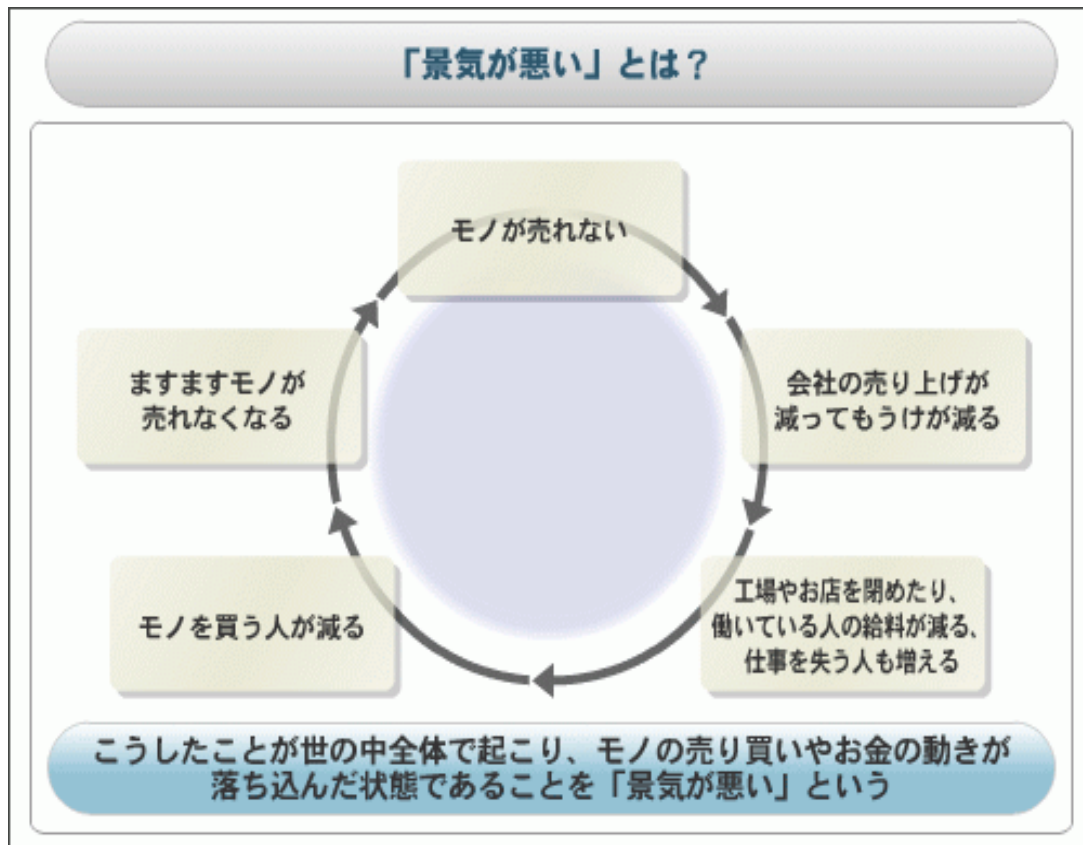 「景気が悪い」とは？
モノが売れない
会社の売り上げが
減ってもうけが減る
工場やお店を閉めたり、
働いている人の給料が減る、
仕事を失う人も増える
モノを買う人が減る
ますますモノが
売れなくなる
こうしたことが世の中全体で起こり、モノの売り買いやお金の動きが
落ち込んだ状態であることを「景気が悪い」という